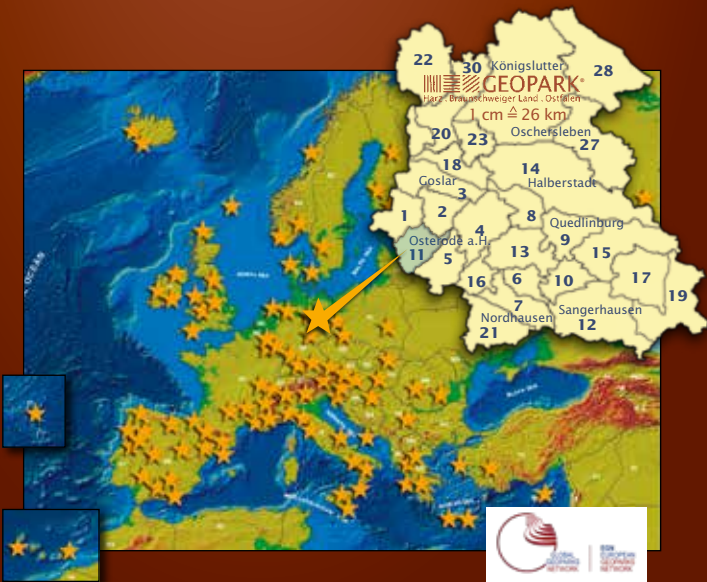 22
30
Königslutter
28
GEOPARK®
Harz . Braunschweiger Land . Ostfalen
1 cm ≙ 26 km
20
23
Oschersleben
27
18
14
Goslar
Halberstadt
3
1
2
8
Quedlinburg
4
9
Osterode a.H.
11
5
13
15
16
6
10
17
7
19
Nordhausen
Sangerhausen
12
21
OCEAN
GLOBAL
GEOPARKS
NETWORK
EGN
EUROPEAN
GEOPARKS
NETWORK